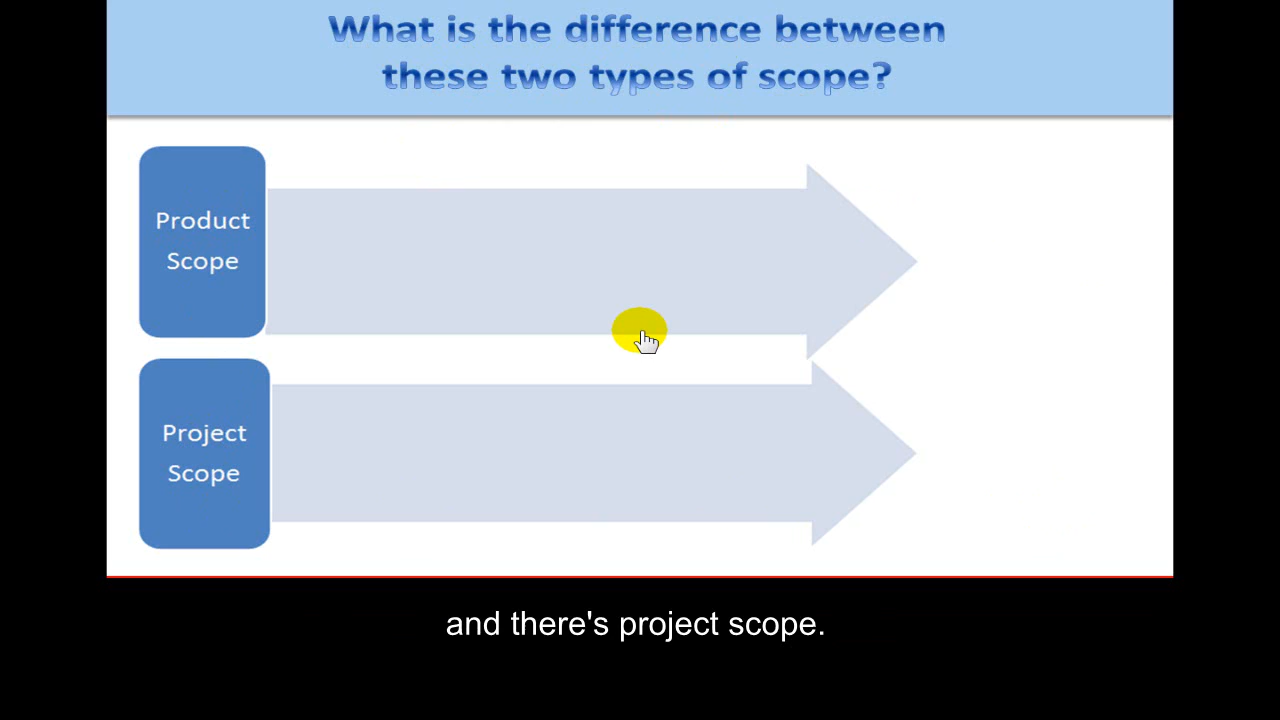 What is the difference between
these two types of scope?
Product
Scope
Project
Scope
and there's project scope.